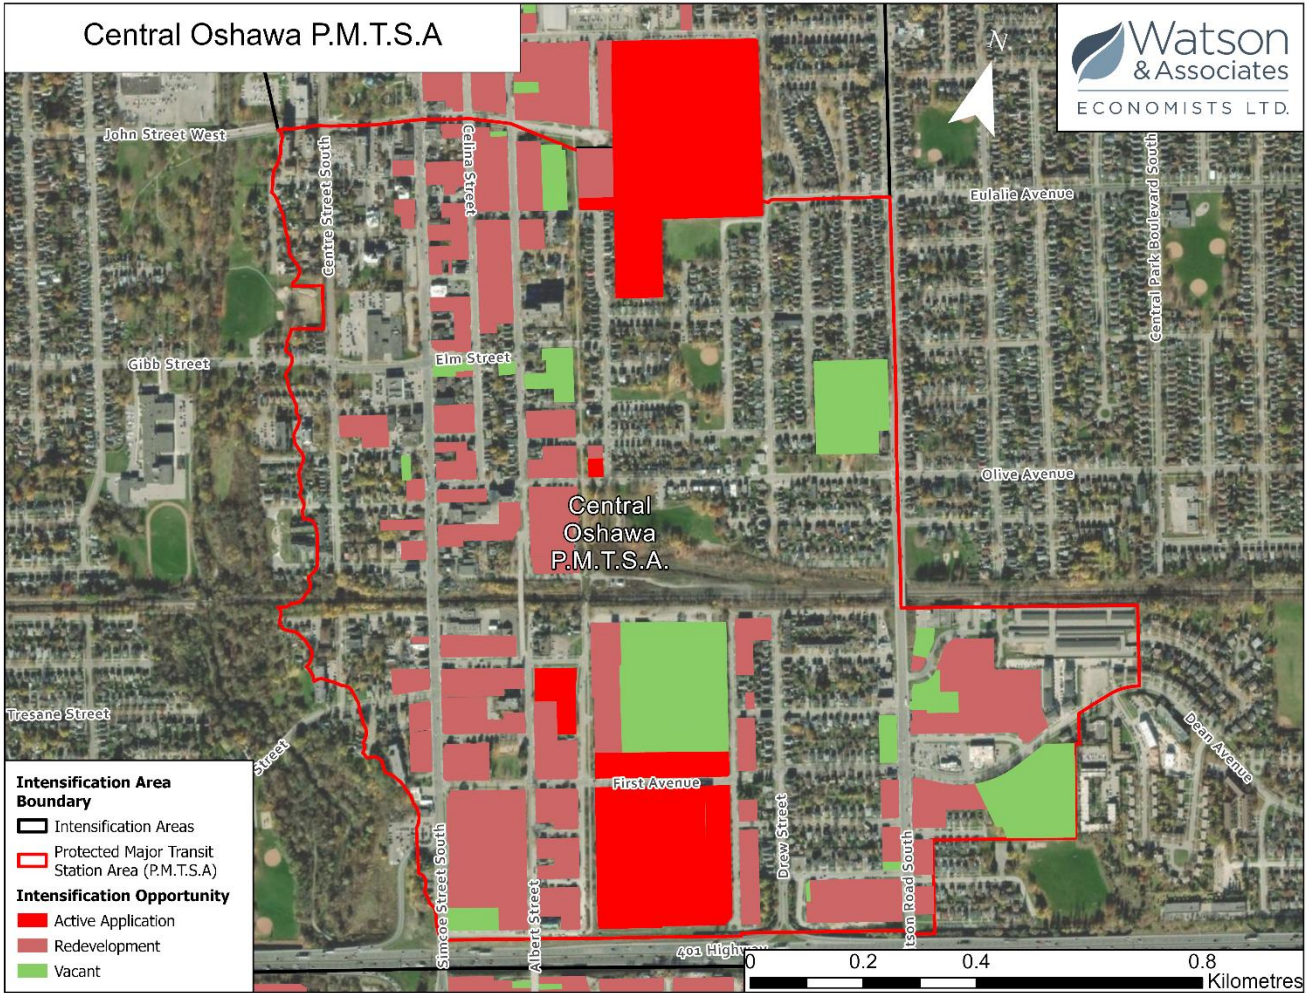 Central Oshawa P.M.T.S.A
Watson
& Associates
ECONOMISTS LTD.
N.
John Street West
Celina Street
Centre Street South
Eulalie Avenue
Central Park Boulevard South
Gibb Street
Elm Street
Olive Avenue
Central
Oshawa
P.M.T.S.A.
Tresane Street
Street
Dean Avenue
First Avenue
Drew Street
Simcoe Street South
Albert Street
tson Road South
401 Highway
Intensification Area
Boundary
Intensification Areas
Protected Major Transit
Station Area (P.M.T.S.A)
Intensification Opportunity
Active Application
Redevelopment
Vacant
0 0.2 0.4 0.8
Kilometres